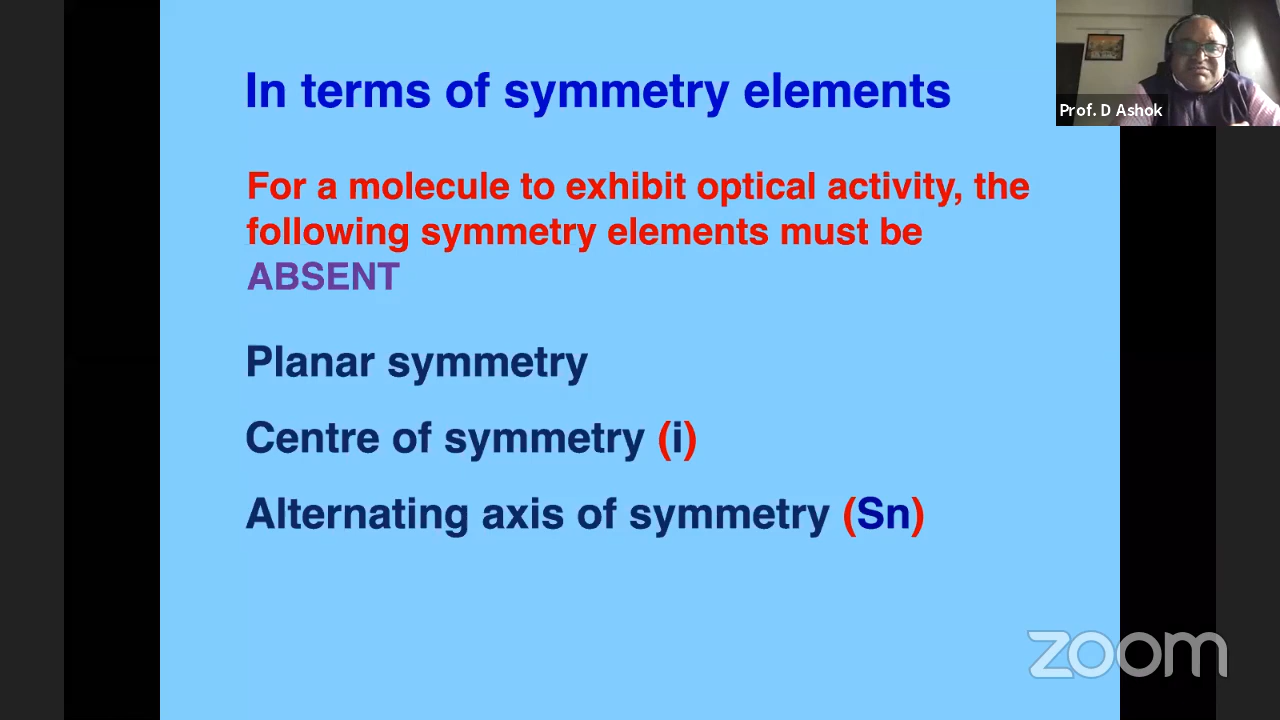 In terms of symmetry elements
For a molecule to exhibit optical activity, the
following symmetry elements must be
ABSENT
Planar symmetry
Centre of symmetry (i)
Alternating axis of symmetry (Sn)
Prof. D Ashok
zoom